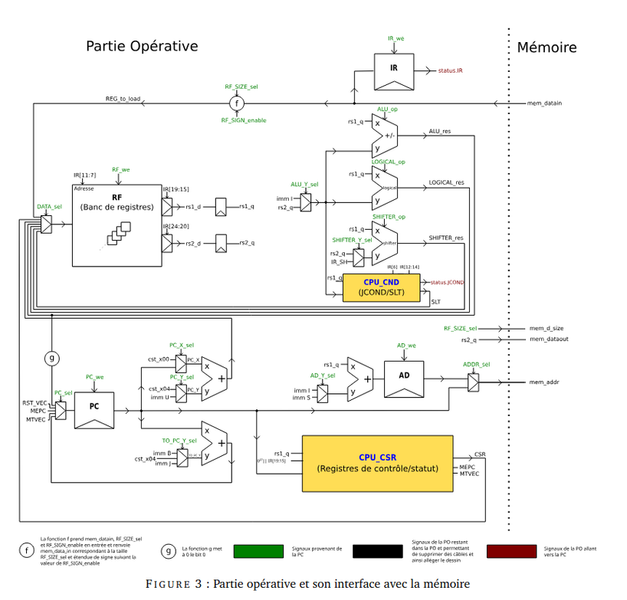 Partie Opérative
Mémoire
IR_we
IR
status.IR
RF_SIZE_sel
REG_to_load
f
mem_datain
RF_SIGN_enable
ALU_op
rs1_q
x
+/-
y
ALU_res
IR[11:7]
RF_we
Adresse
RF
(Banc de registres)
IR[19:15]
rs1_d
rs1_q
IR[24:20]
rs2_d
rs2_q
DATA_sel
LOGICAL_op
rs1_q
x
logical
y
LOGICAL_res
ALU_Y_sel
imm I
rs2_q
SHIFTER_op
rs1_q
x
shifter
y
SHIFTER_res
SHIFTER_Y_sel
rs2_q
IR_SH
rs1_q
CPU_CND
(JCOND/SLT)
status.JCOND
SLT
RF_SIZE_sel
mem_d_size
rs2_q
mem_dataout
g
PC_X_sel
cst_x00
PC_X
x
+
y
PC_Y_sel
cst_x04
imm U
PC_Y
PC_we
PC_sel
RST_VEC
MEPC
MTVEC
PC
AD_we
rs1_q
x
+
y
AD_Y_sel
imm I
imm S
AD
ADDR_sel
mem_addr
TO_PC_Y_sel
imm B
cst_x04
imm J
x
+
y
rs1_q
CPU_CSR
(Registres de contrôle/statut)
CSR
MEPC
MTVEC
f
La fonction f prend mem_datain, RF_SIZE_sel
et RF_SIGN_enable en entrée et renvoie
mem_data_in correspondant à la taille
RF_SIZE_sel et étendue de signe suivant la
valeur de RF_SIGN_enable
g
La fonction g met
à 0 le bit 0
Signaux provenant de
la PC
Signaux de la PO restant
dans la PO et permettant
de supprimer des câbles et
ainsi alléger le dessin
Signaux de la PO allant
vers la PC
FIGURE 3 : Partie opérative et son interface avec la mémoire